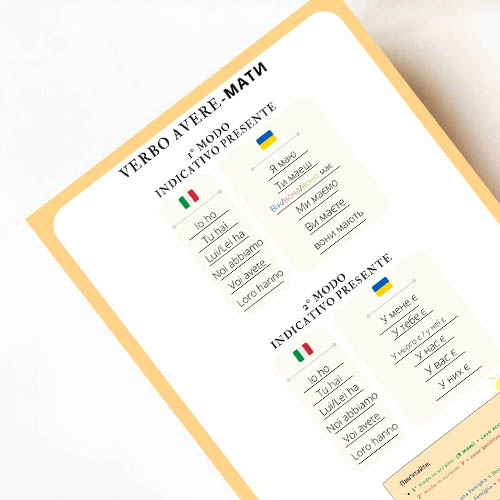 VERBO AVERE-МАТИ
1° MODO
INDICATIVO PRESENTE
Io ho
Tu hai
Lui/Lei ha
Noi abbiamo
Voi avete
Loro hanno
Я маю
Ти маєш
Він/вона/воно має
Ми маємо
Ви маєте
вони мають
2° MODO
INDICATIVO PRESENTE
Io ho
Tu hai
Lui/Lei ha
Noi abbiamo
Voi avete
Loro hanno
У мене є
У тебе є
У нього є / у неї є
У нас є
У вас є
У них є
Пам'ятайте: